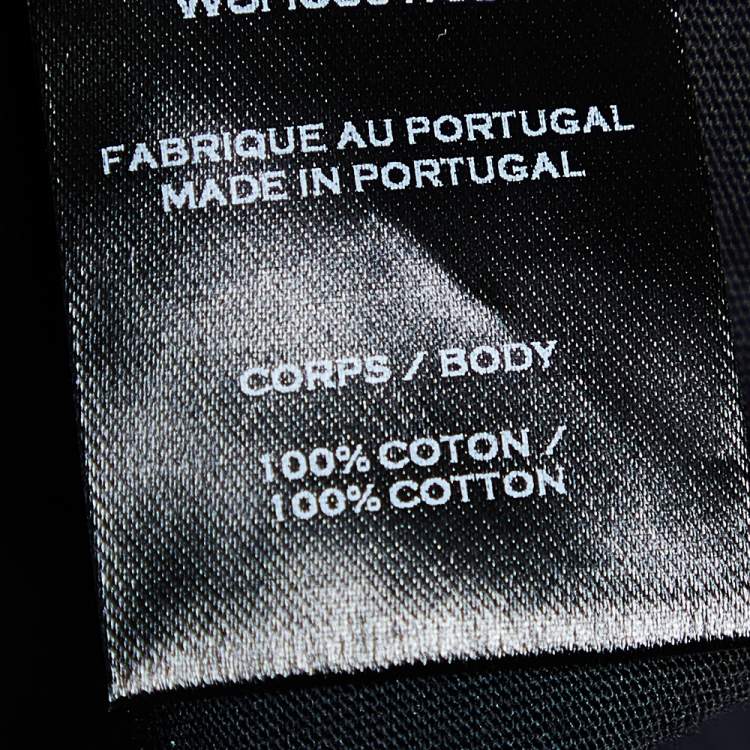 FABRIQUE AU PORTUGAL
MADE IN PORTUGAL
CORPS / BODY
100% COTON /
100% COTTON